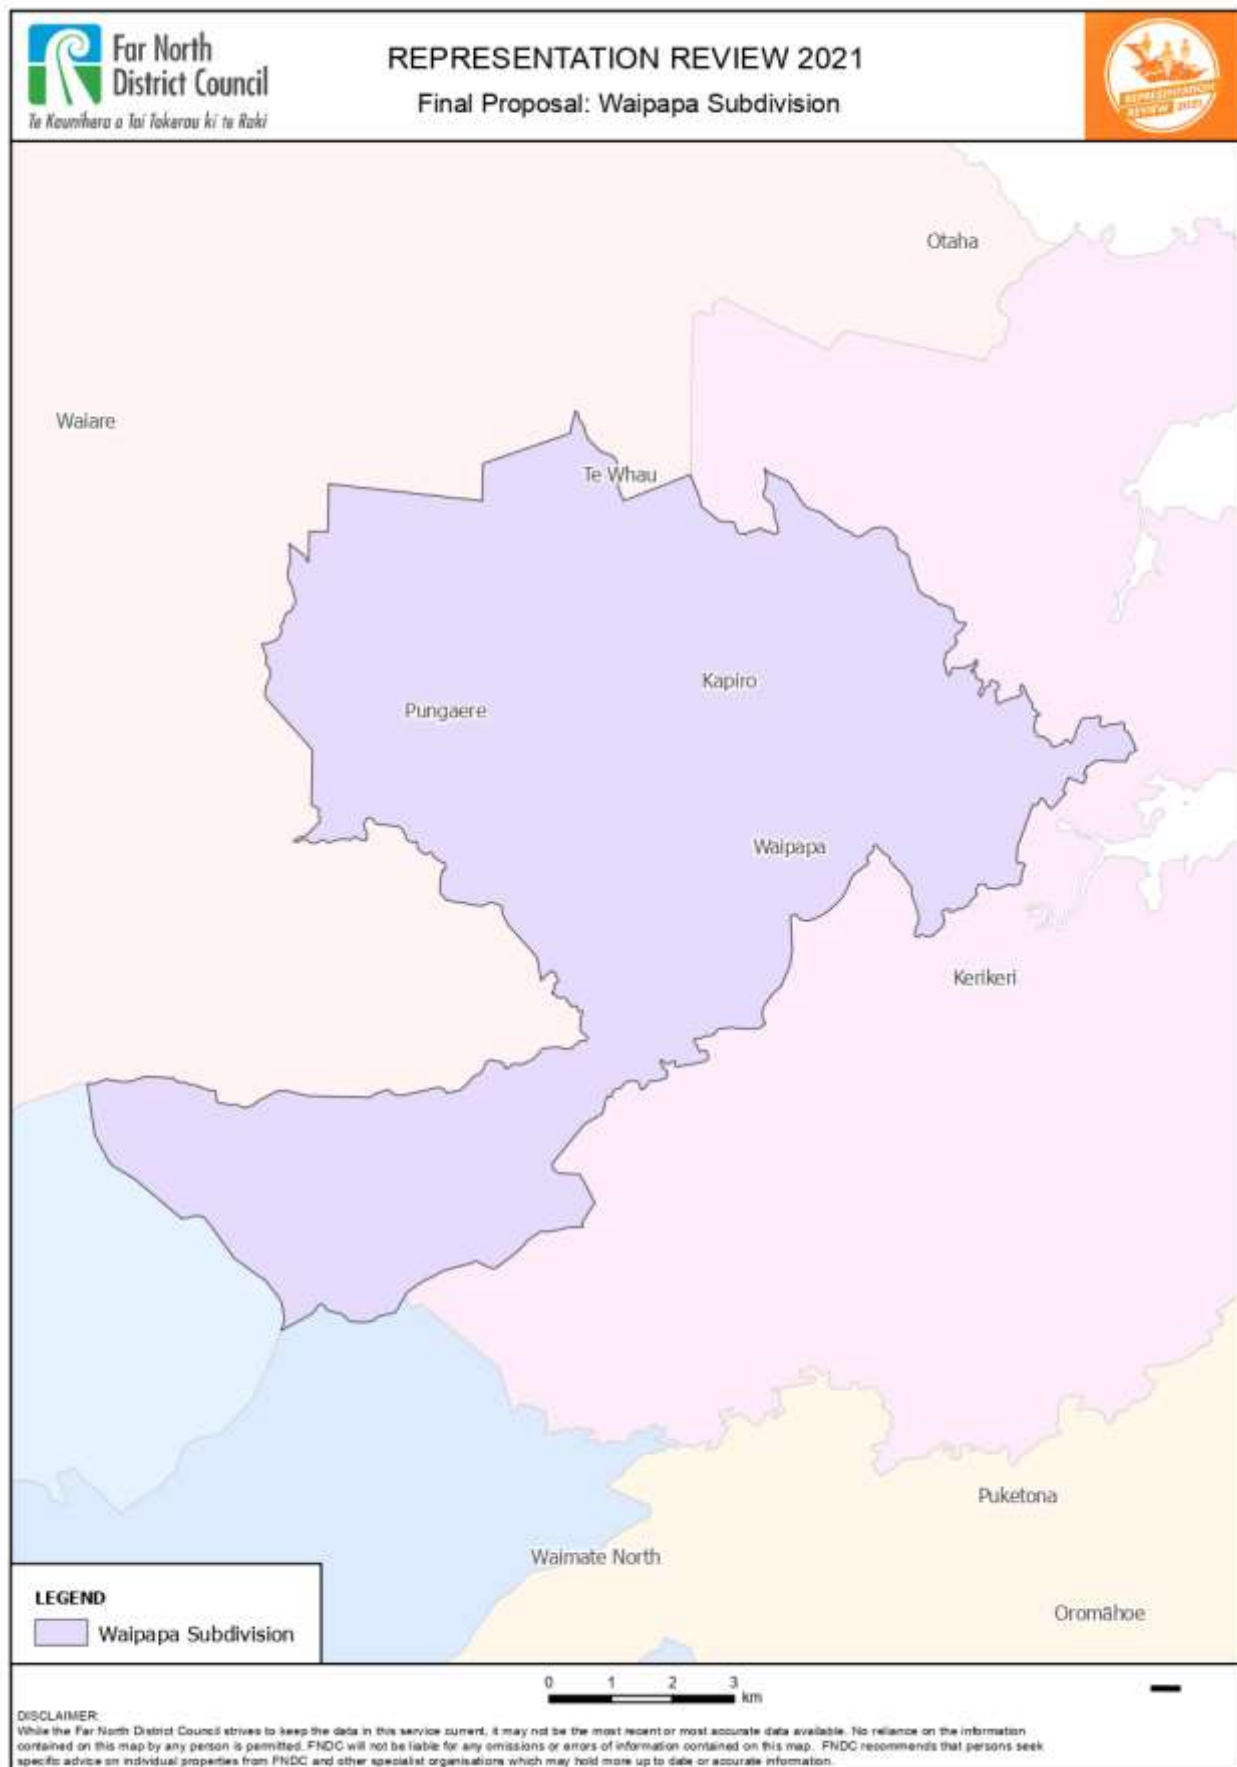 Far North
District Council
Te Kaunihera o Tai Tokerau ki te Raki
REPRESENTATION REVIEW 2021
Final Proposal: Waipapa Subdivision
REPRESENTATION
REVIEW 2021
Otaha
Waiare
Te Whau
Kapiro
Pungaere
Waipapa
Kerikeri
Puketona
Waimate North
Oromāhoe
LEGEND
Waipapa Subdivision
0 1 2 3
km
DISCLAIMER:
While the Far North District Council strives to keep the data in this service current, it may not be the most recent or most accurate data available. No reliance on the information
contained on this map by any person is permitted. FNDC will not be liable for any omissions or errors of information contained on this map. FNDC recommends that persons seek
specific advice on individual properties from FNDC and other specialist organisations which may hold more up to date or accurate information.